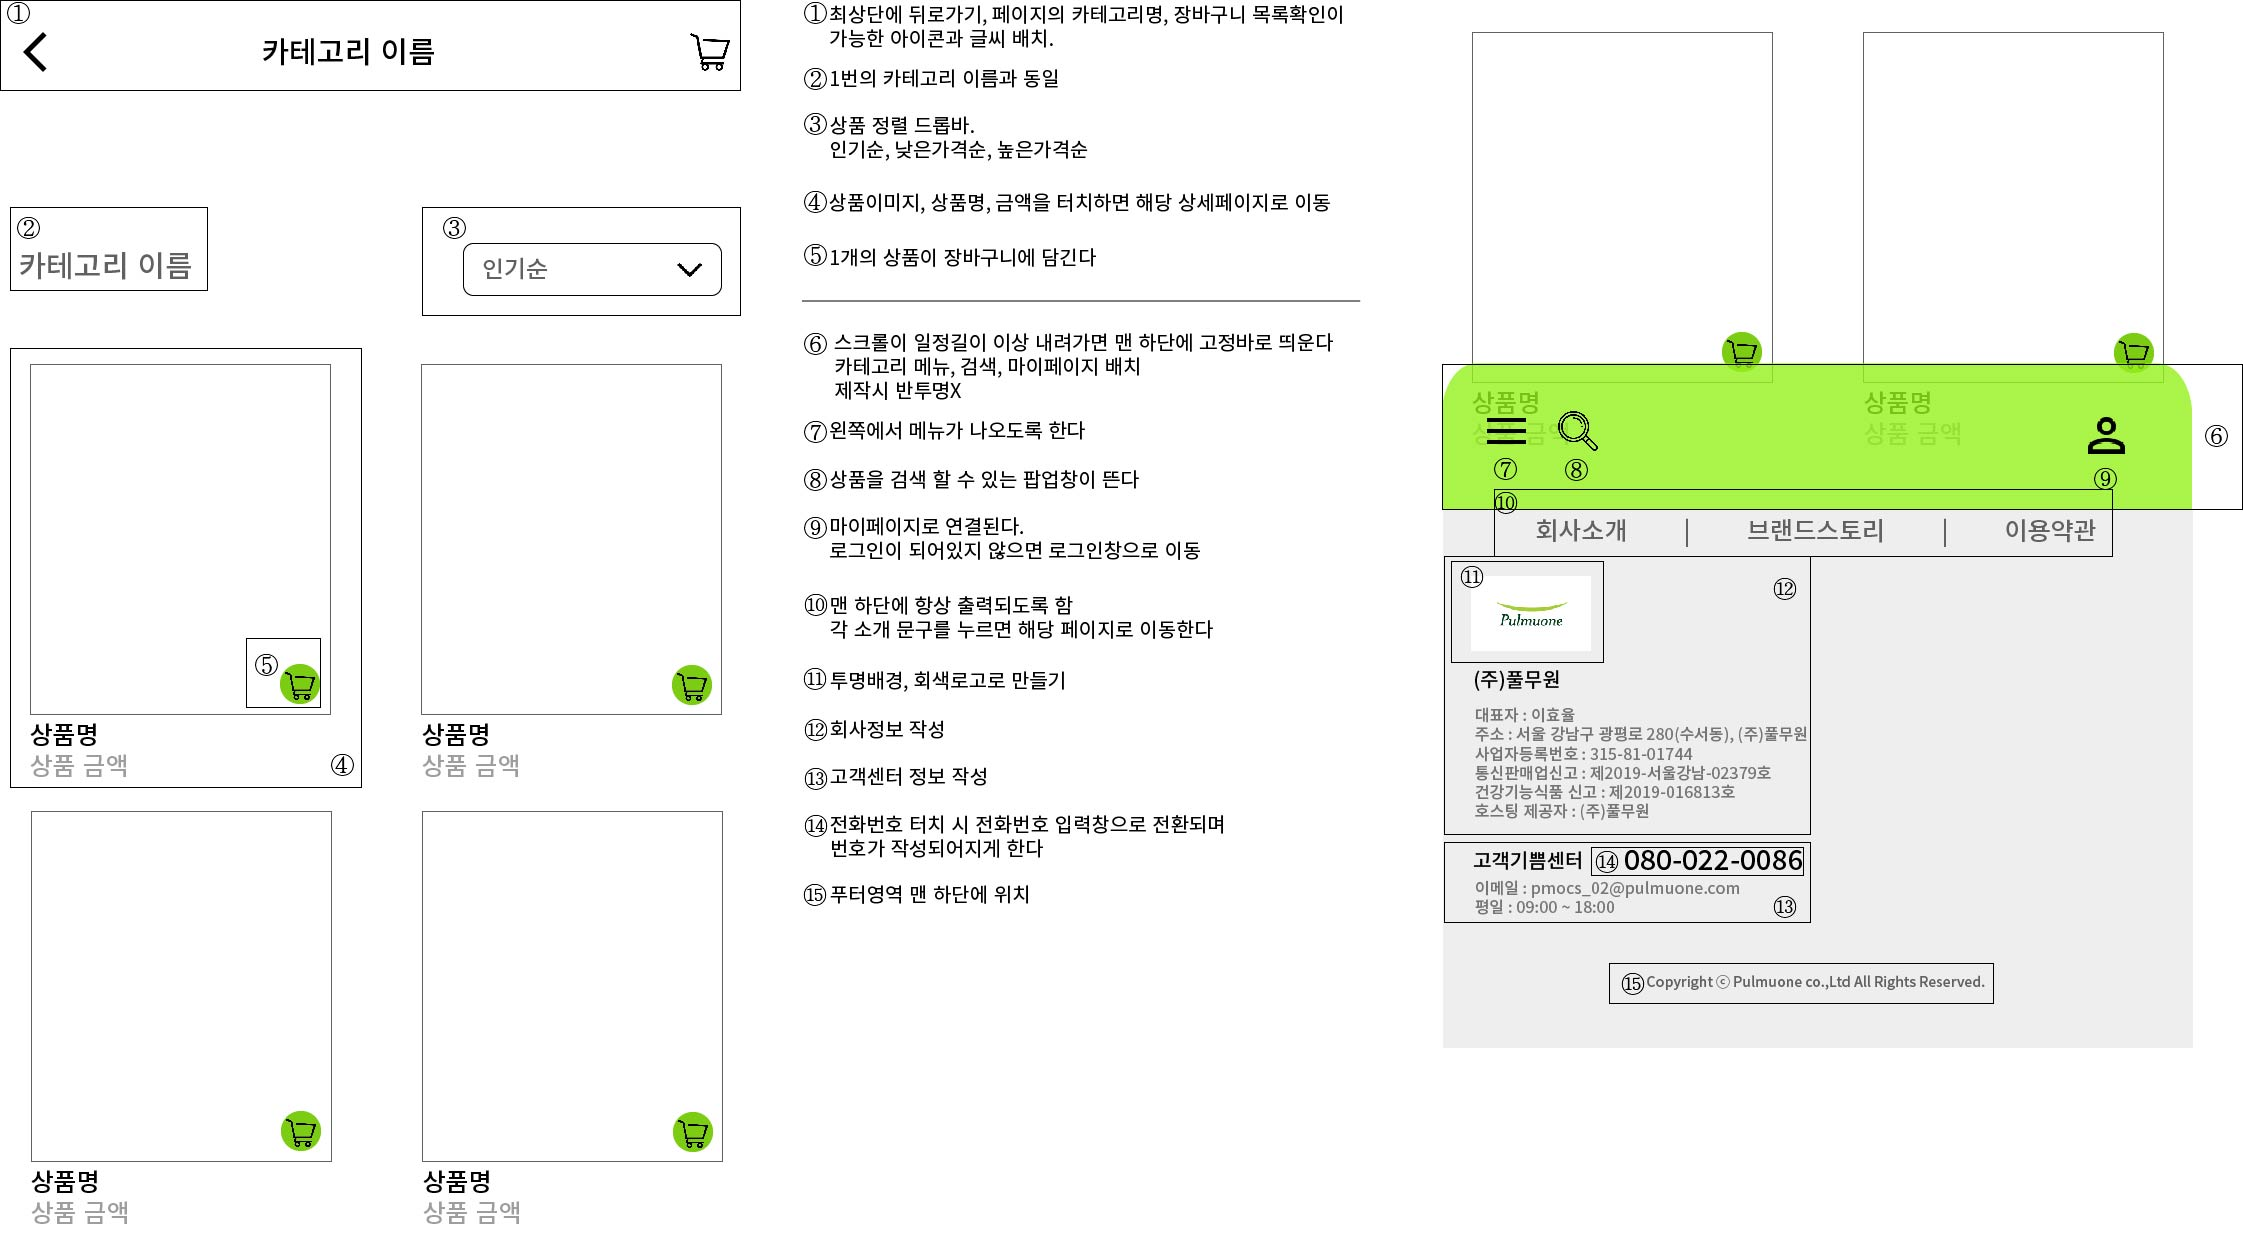 ①
카테고리 이름
②
카테고리 이름
③
인기순
⑤
상품명
상품 금액
④
상품명
상품 금액
상품명
상품 금액
상품명
상품 금액
①최상단에 뒤로가기, 페이지의 카테고리명, 장바구니 목록확인이
가능한 아이콘과 글씨 배치.
②1번의 카테고리 이름과 동일
③상품 정렬 드롭바.
인기순, 낮은가격순, 높은가격순
④상품이미지, 상품명, 금액을 터치하면 해당 상세페이지로 이동
⑤1개의 상품이 장바구니에 담긴다
⑥ 스크롤이 일정길이 이상 내려가면 맨 하단에 고정바로 띄운다
카테고리 메뉴, 검색, 마이페이지 배치
제작시 반투명X
⑦왼쪽에서 메뉴가 나오도록 한다
⑧상품을 검색 할 수 있는 팝업창이 뜬다
⑨마이페이지로 연결된다.
로그인이 되어있지 않으면 로그인창으로 이동
⑩맨 하단에 항상 출력되도록 함
각 소개 문구를 누르면 해당 페이지로 이동한다
⑪투명배경, 회색로고로 만들기
⑫회사정보 작성
⑬고객센터 정보 작성
⑭전화번호 터치 시 전화번호 입력창으로 전환되며
번호가 작성되어지게 한다
⑮푸터영역 맨 하단에 위치
상품명
상품 금액
상품명
상품 금액
⑥
⑦
⑧
⑨
⑩
회사소개 | 브랜드스토리 | 이용약관
⑪
⑫
Pulmuone
(주)풀무원
대표자 : 이효율
주소 : 서울 강남구 광평로 280(수서동), (주)풀무원
사업자등록번호 : 315-81-01744
통신판매업신고 : 제2019-서울강남-02379호
건강기능식품 신고 : 제2019-016813호
호스팅 제공자 : (주)풀무원
고객기쁨센터 ⑭ 080-022-0086
이메일 : pmocs_02@pulmuone.com
평일 : 09:00 ~ 18:00
⑬
⑮Copyright ⓒ Pulmuone co.,Ltd All Rights Reserved.